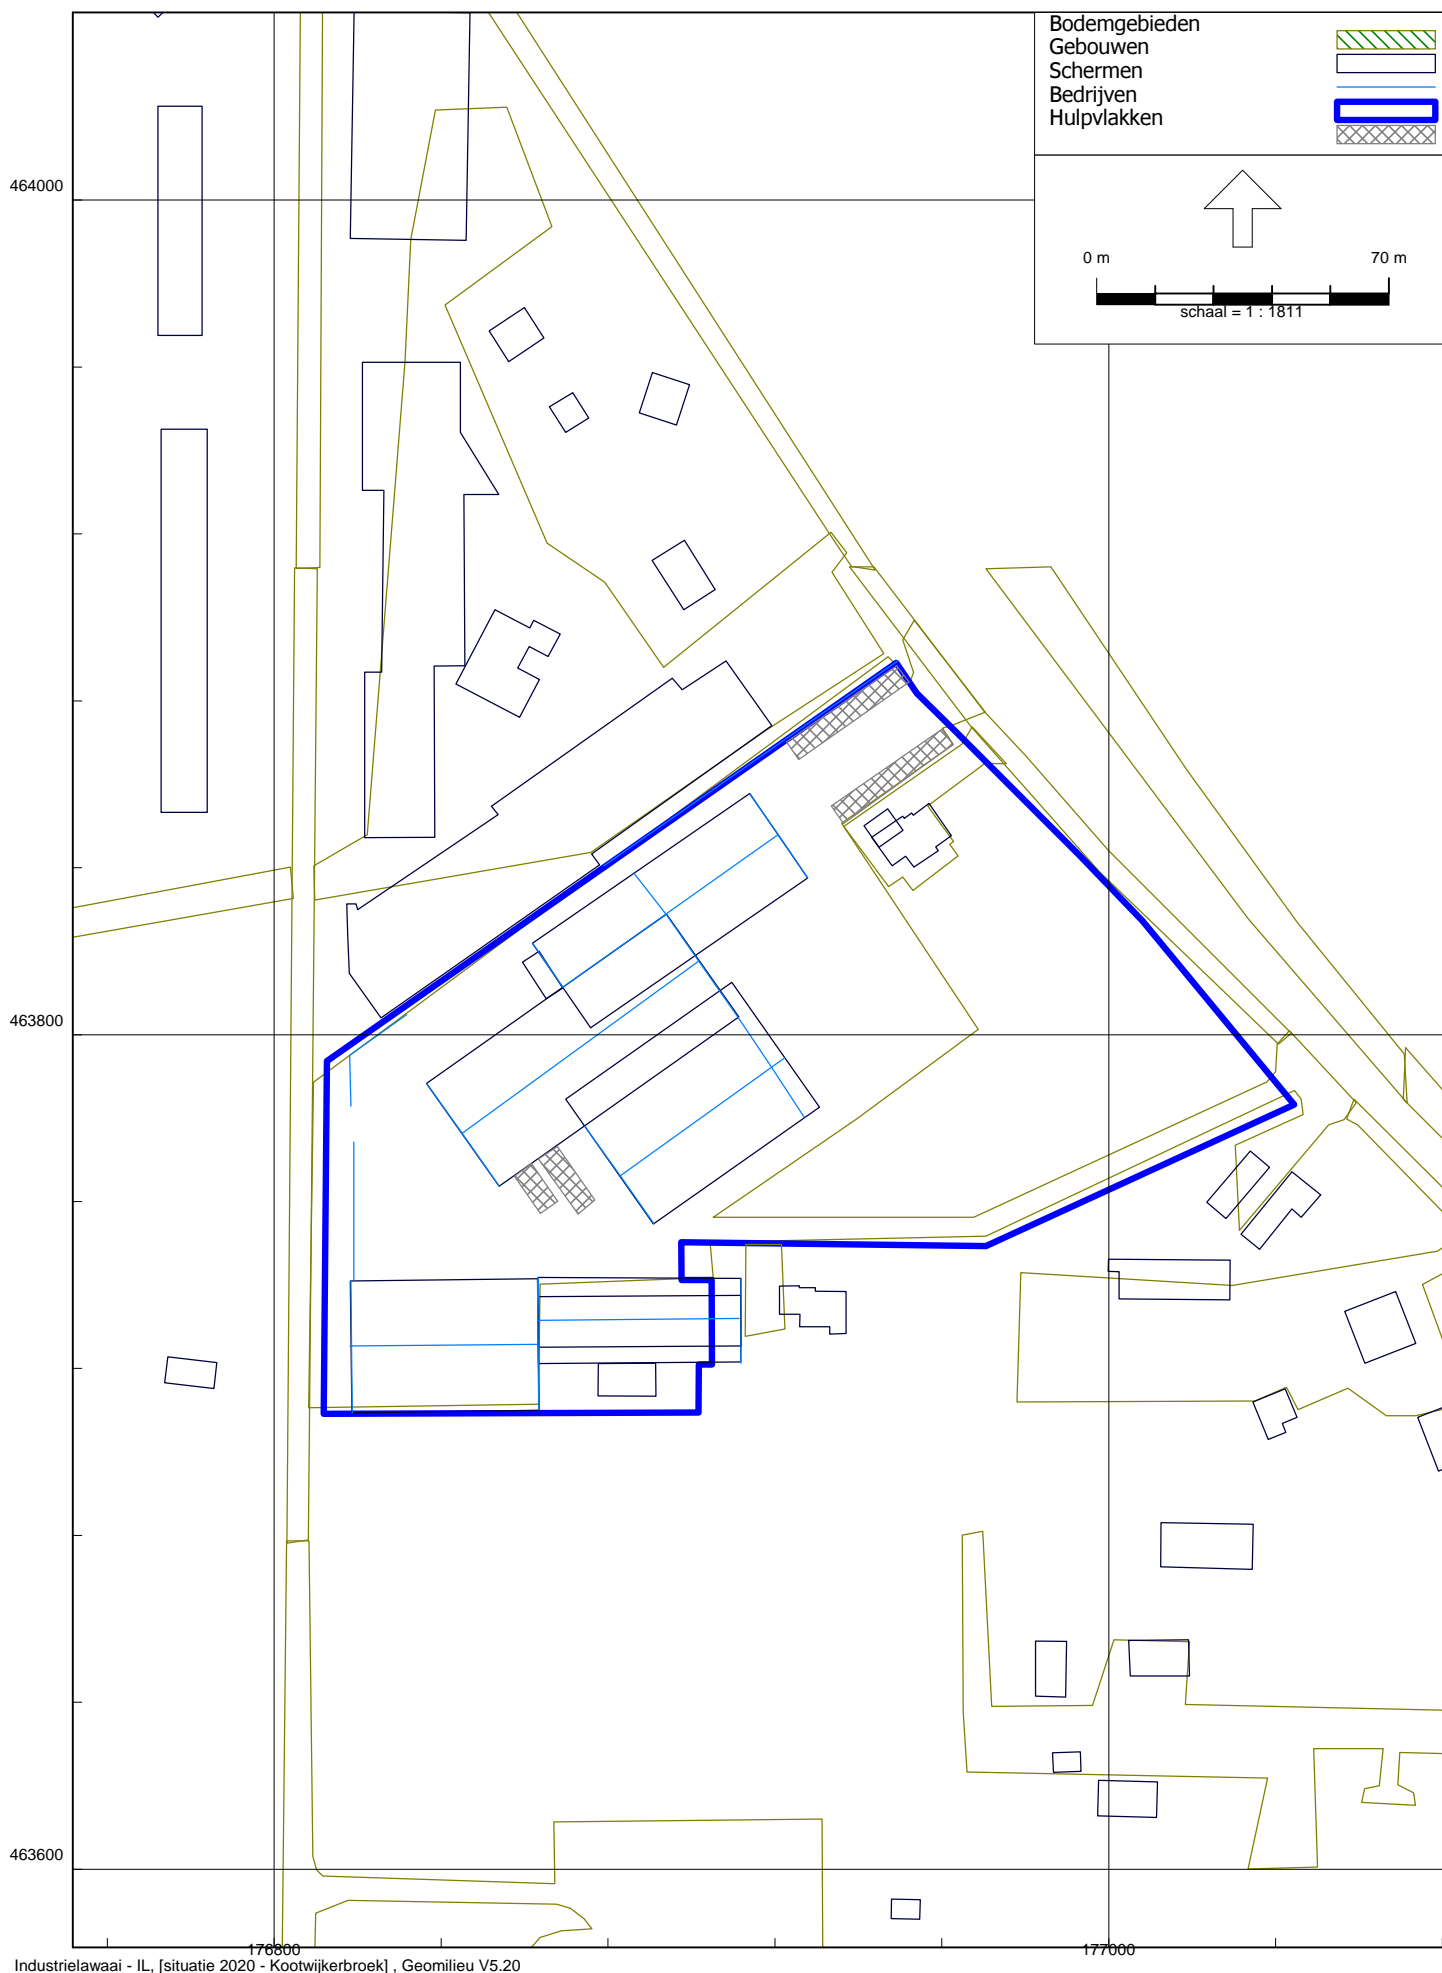 Bodemgebieden
Gebouwen
Schermen
Bedrijven
Hulpvlakken
464000
0 m 70 m
schaal = 1 : 1811
463800
463600
176800 177000
Industrielawaai - IL, [situatie 2020 - Kootwijkerbroek] , Geomilieu V5.20